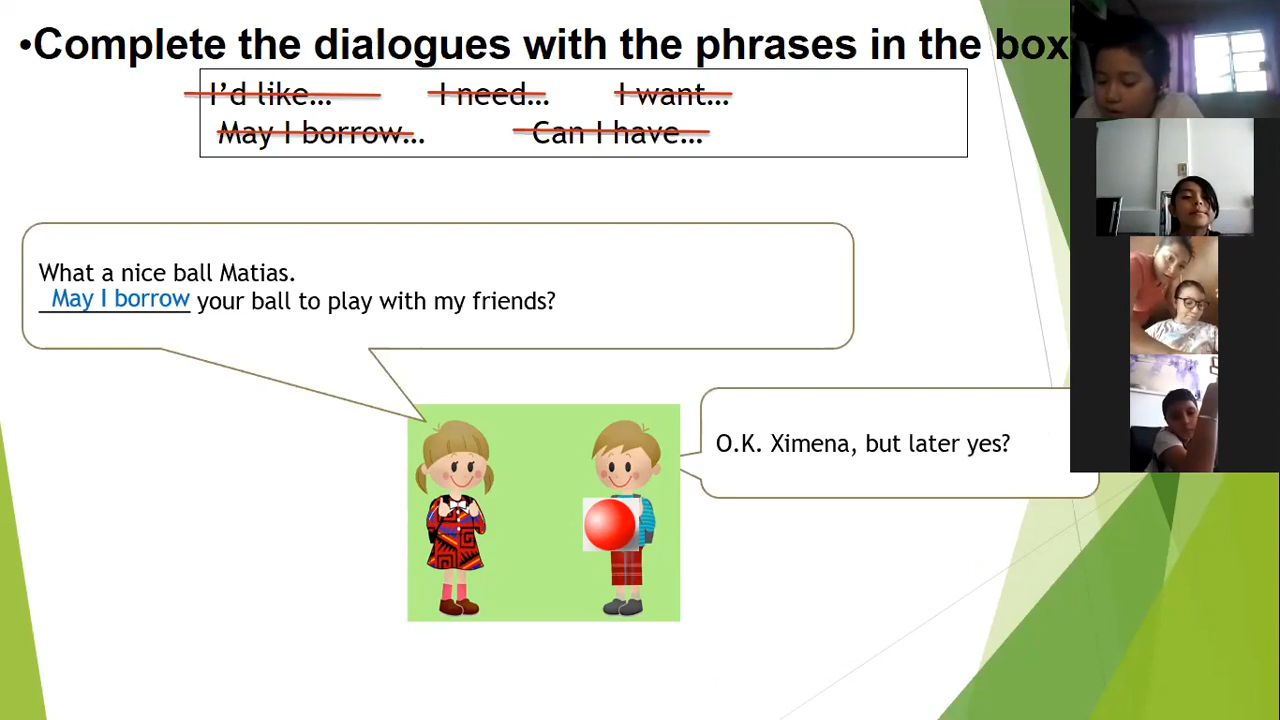 •Complete the dialogues with the phrases in the box
I'd like… I need… I want…
May I borrow… Can I have…
What a nice ball Matias.
May I borrow your ball to play with my friends?
O.K. Ximena, but later yes?